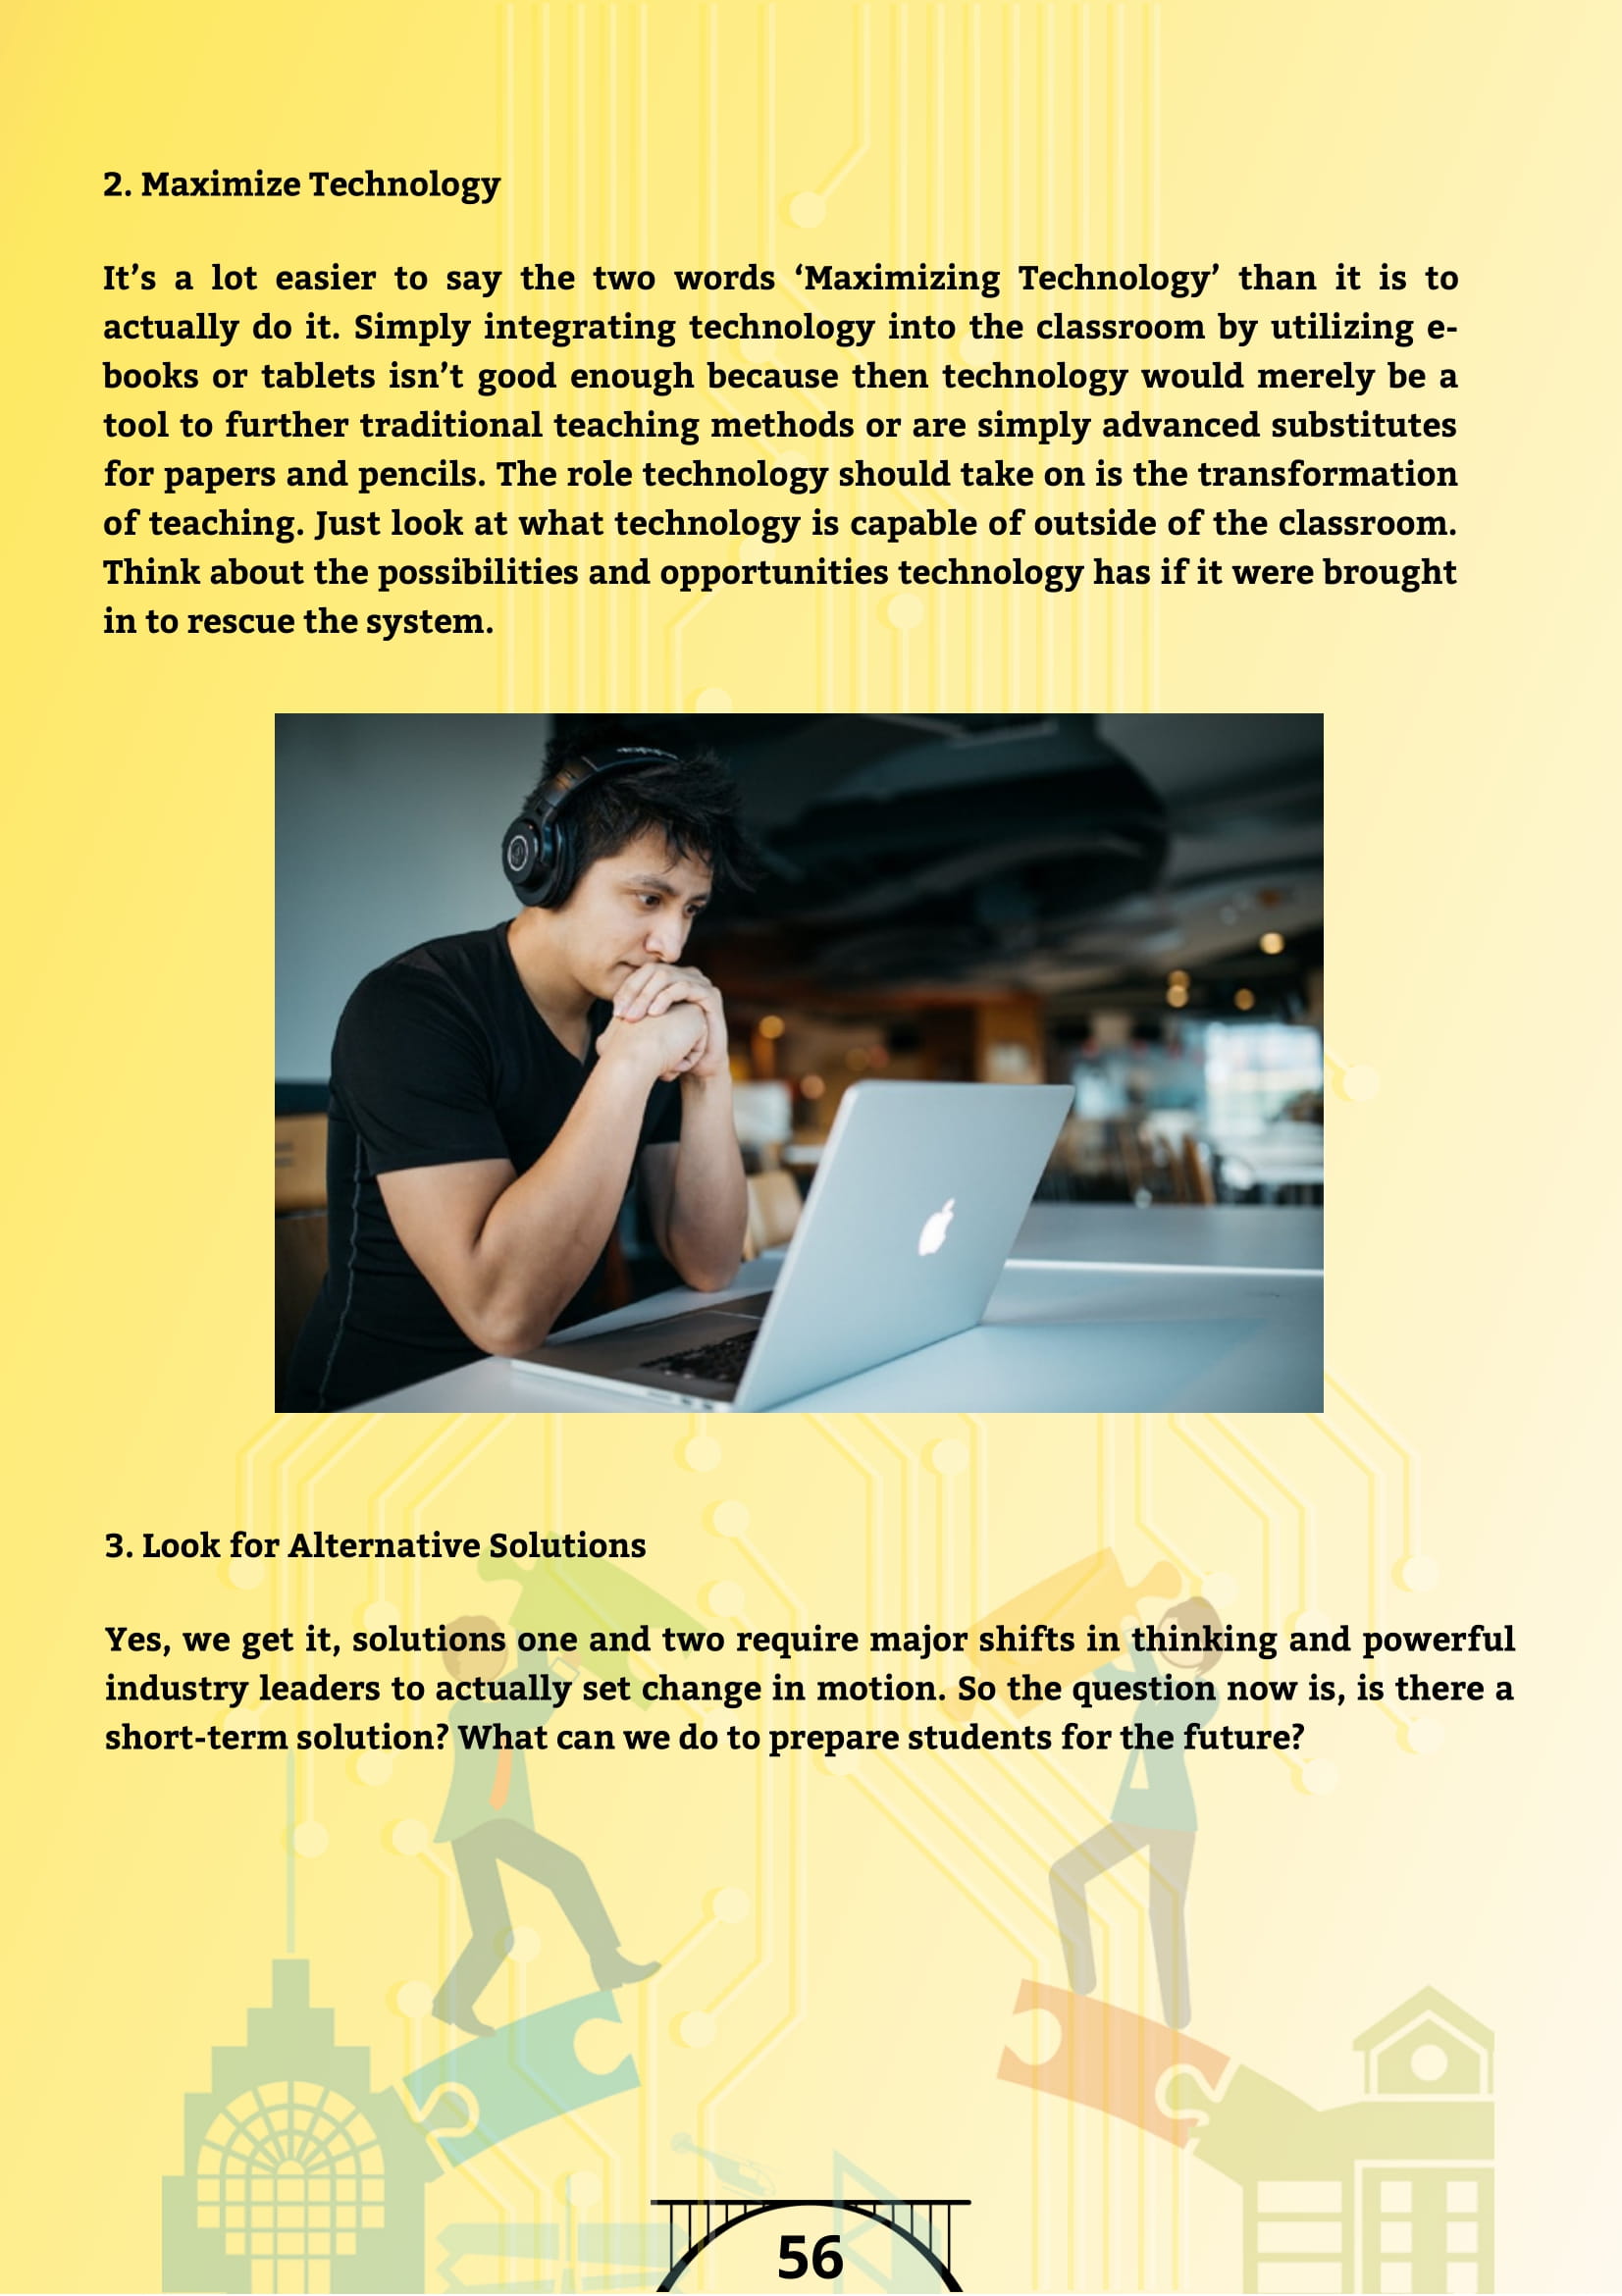 2. Maximize Technology
It’s a lot easier to say the two words ‘Maximizing Technology’ than it is to
actually do it. Simply integrating technology into the classroom by utilizing e-
books or tablets isn’t good enough because then technology would merely be a
tool to further traditional teaching methods or are simply advanced substitutes
for papers and pencils. The role technology should take on is the transformation
of teaching. Just look at what technology is capable of outside of the classroom.
Think about the possibilities and opportunities technology has if it were brought
in to rescue the system.
3. Look for Alternative Solutions
Yes, we get it, solutions one and two require major shifts in thinking and powerful
industry leaders to actually set change in motion. So the question now is, is there a
short-term solution? What can we do to prepare students for the future?
56